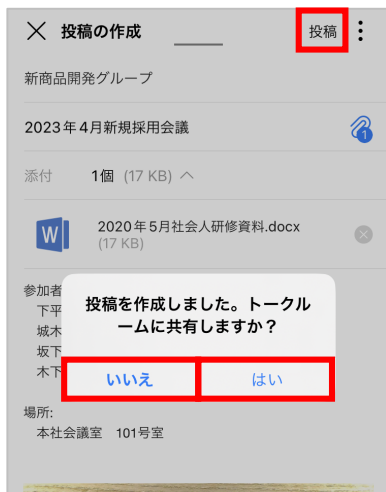 投稿の作成
投稿
新商品開発グループ
2023年4月新規採用会議
1
添付 1個 (17 KB)
W
2020年5月社会人研修資料.docx
(17 KB)
参加者
下平
城木
坂下
木下
投稿を作成しました。トークル
ームに共有しますか？
いいえ はい
場所:
本社会議室 101号室